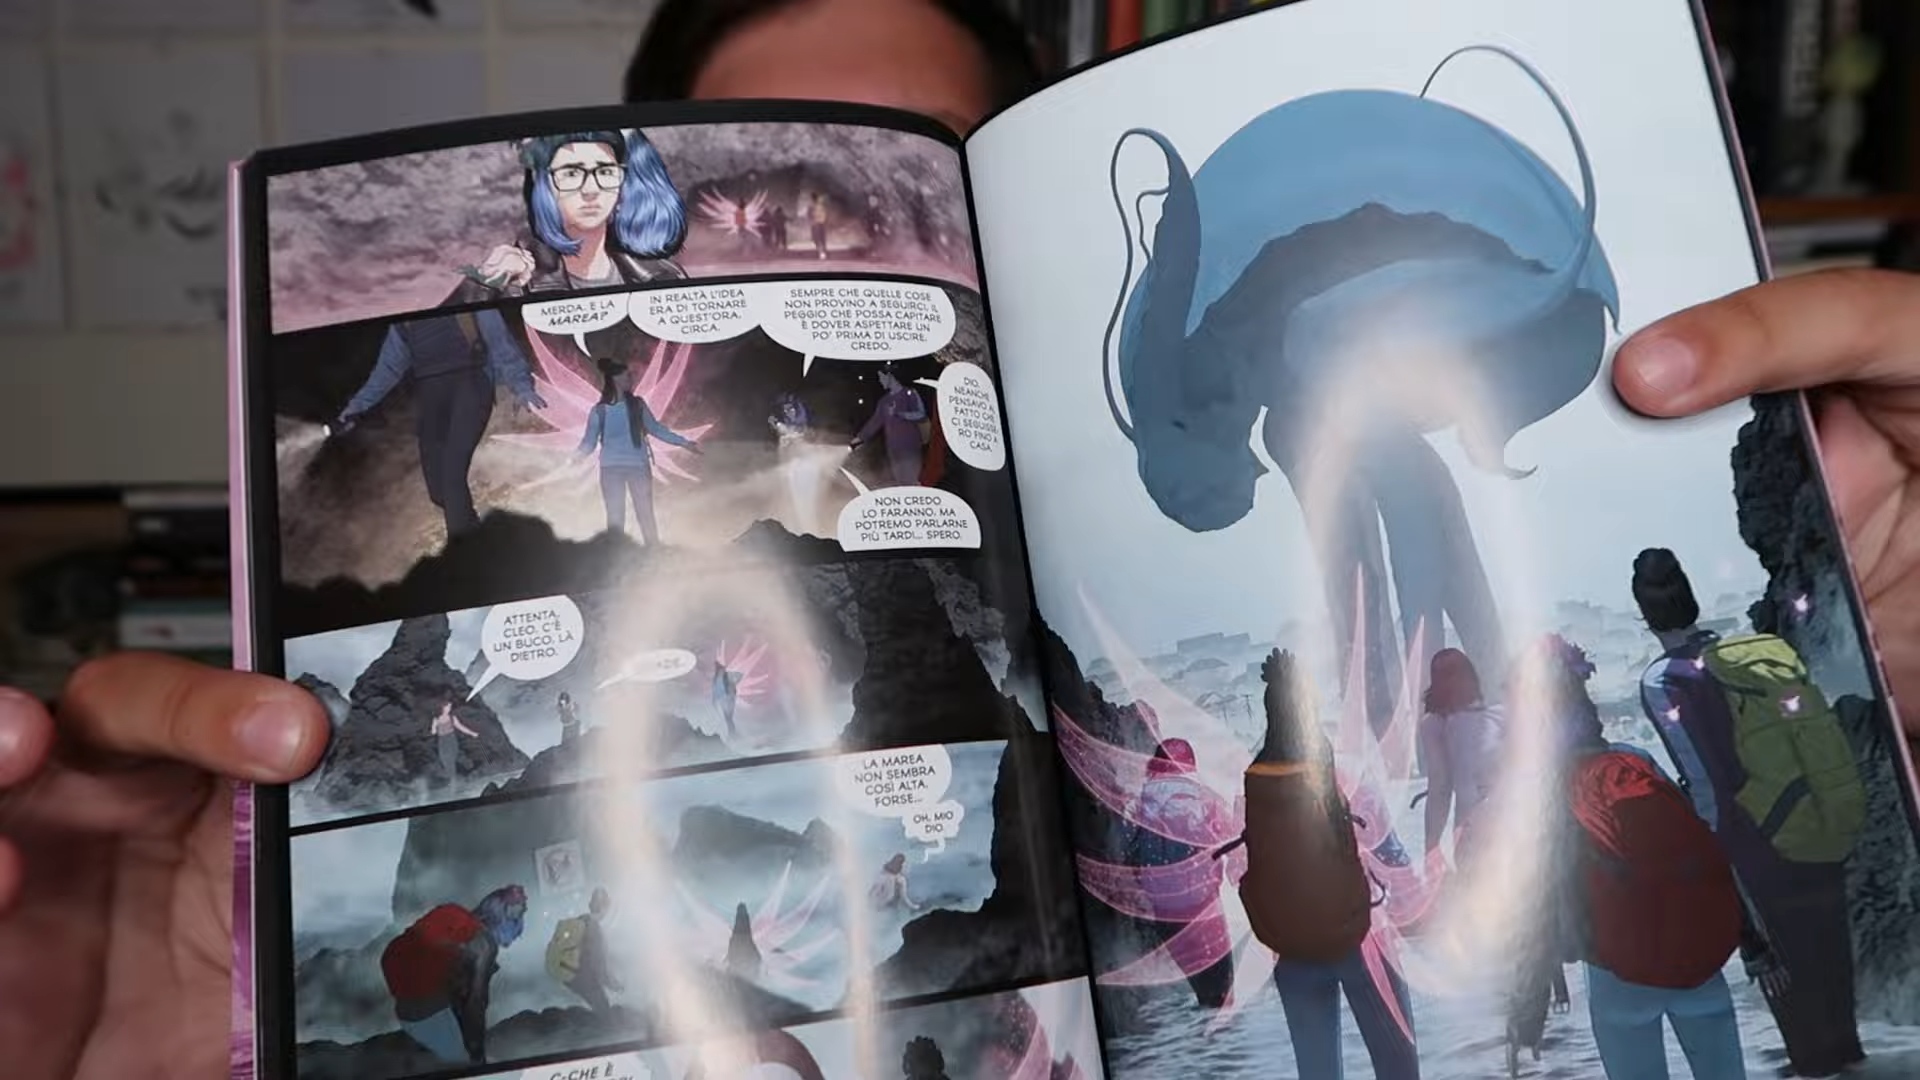 MERDA. E LA
MAREA?
IN REALTÀ L'IDEA
ERA DI TORNARE
A QUEST'ORA,
CIRCA.
SEMPRE CHE QUELLE COSE
NON PROVINO A SEGUIRCI, IL
PEGGIO CHE POSSA CAPITARE
È DOVER ASPETTARE UN
PO' PRIMA DI USCIRE,
CREDO.
DIO,
NEANCHE
PENSAVO AL
FATTO CHE
CI SEGUISSE-
RO FINO A
CASA.
NON CREDO
LO FARANNO, MA
POTREMO PARLARNE
PIÙ TARDI... SPERO.
ATTENTA,
CLEO. C'È
UN BUCO, LÀ
DIETRO.
LA MAREA
NON SEMBRA
COSÌ ALTA,
FORSE...
OH, MIO
DIO.
C-CHE È